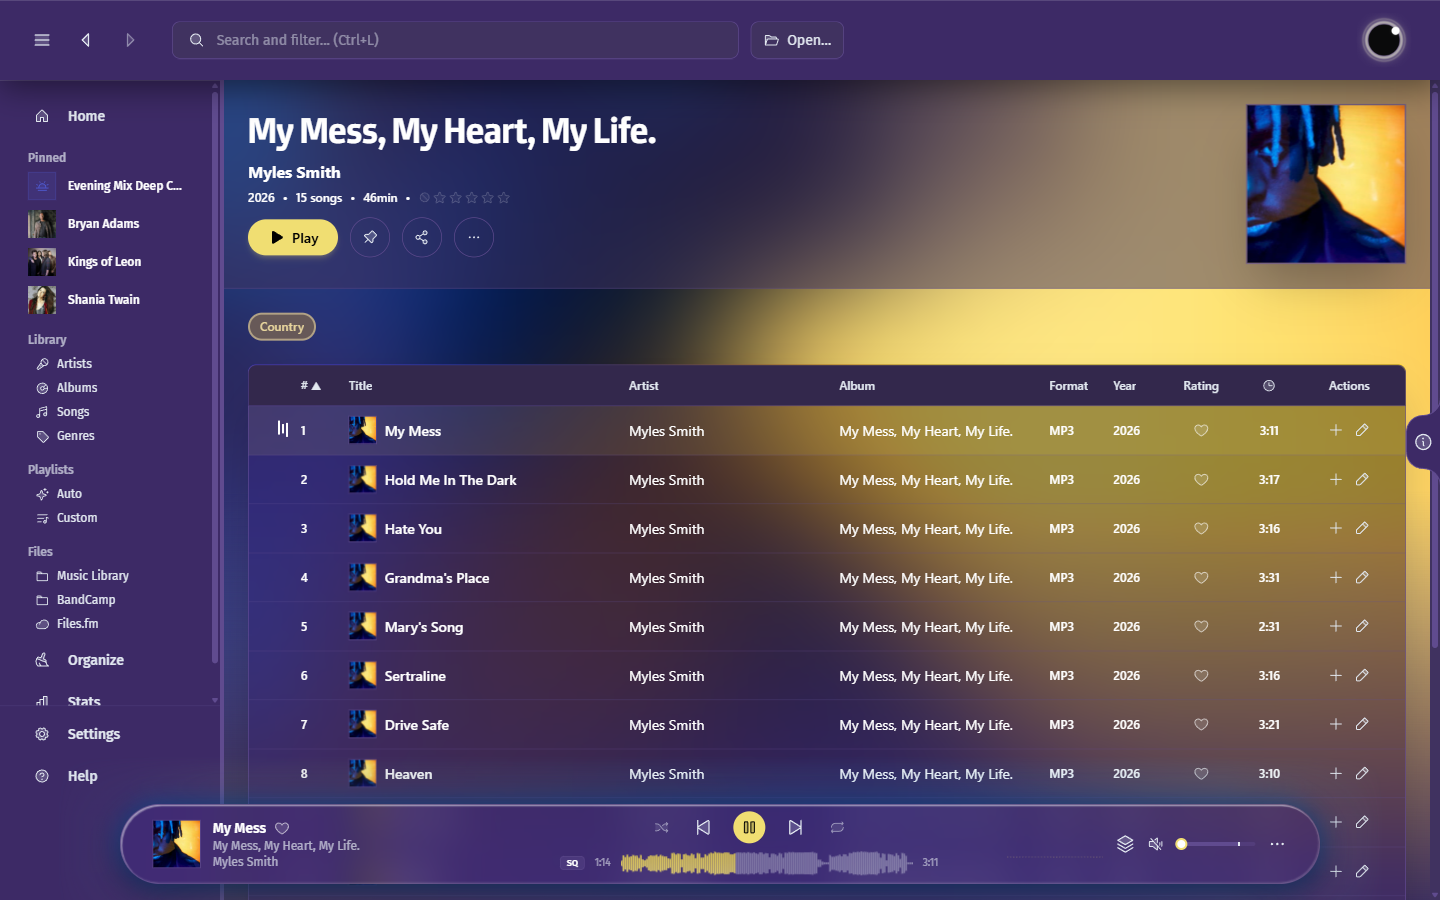 Search and filter... (Ctrl+L)
Open...
Home
Pinned
Evening Mix Deep C...
Bryan Adams
Kings of Leon
Shania Twain
Library
Artists
Albums
Songs
Genres
Playlists
Auto
Custom
Files
Music Library
BandCamp
Files.fm
Organize
Stats
Settings
Help
My Mess, My Heart, My Life.
Myles Smith
2026 • 15 songs • 46min •
Play
Country
# Title Artist Album Format Year Rating Actions
1 My Mess Myles Smith My Mess, My Heart, My Life. MP3 2026 3:11
2 Hold Me In The Dark Myles Smith My Mess, My Heart, My Life. MP3 2026 3:17
3 Hate You Myles Smith My Mess, My Heart, My Life. MP3 2026 3:16
4 Grandma's Place Myles Smith My Mess, My Heart, My Life. MP3 2026 3:31
5 Mary's Song Myles Smith My Mess, My Heart, My Life. MP3 2026 2:31
6 Sertraline Myles Smith My Mess, My Heart, My Life. MP3 2026 3:16
7 Drive Safe Myles Smith My Mess, My Heart, My Life. MP3 2026 3:21
8 Heaven Myles Smith My Mess, My Heart, My Life. MP3 2026 3:10
My Mess
My Mess, My Heart, My Life.
Myles Smith
SQ 1:14 3:11